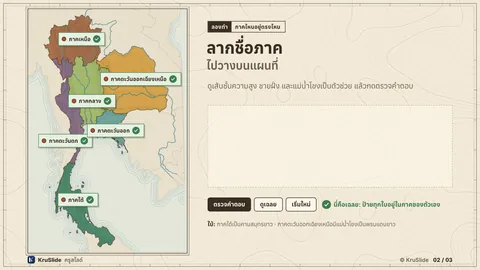 ลองทำ
ภาคไหนอยู่ตรงไหน
ลากชื่อภาค
ไปวางบนแผนที่
ดูเส้นชั้นความสูง ชายฝั่ง และแม่น้ำโขงเป็นตัวช่วย แล้วกดตรวจคำตอบ
ภาคเหนือ
ภาคตะวันออกเฉียงเหนือ
ภาคกลาง
ภาคตะวันออก
ภาคตะวันตก
ภาคใต้
ตรวจคำตอบ
ดูเฉลย
เริ่มใหม่
นี่คือเฉลย: ป้ายทุกใบอยู่ในภาคของตัวเอง
ใบ้: ภาคใต้เป็นคาบสมุทรยาว · ภาคตะวันออกเฉียงเหนือมีแม่น้ำโขงเป็นพรมแดนยาว
KruSlide ครูสไลด์
© KruSlide 02 / 03